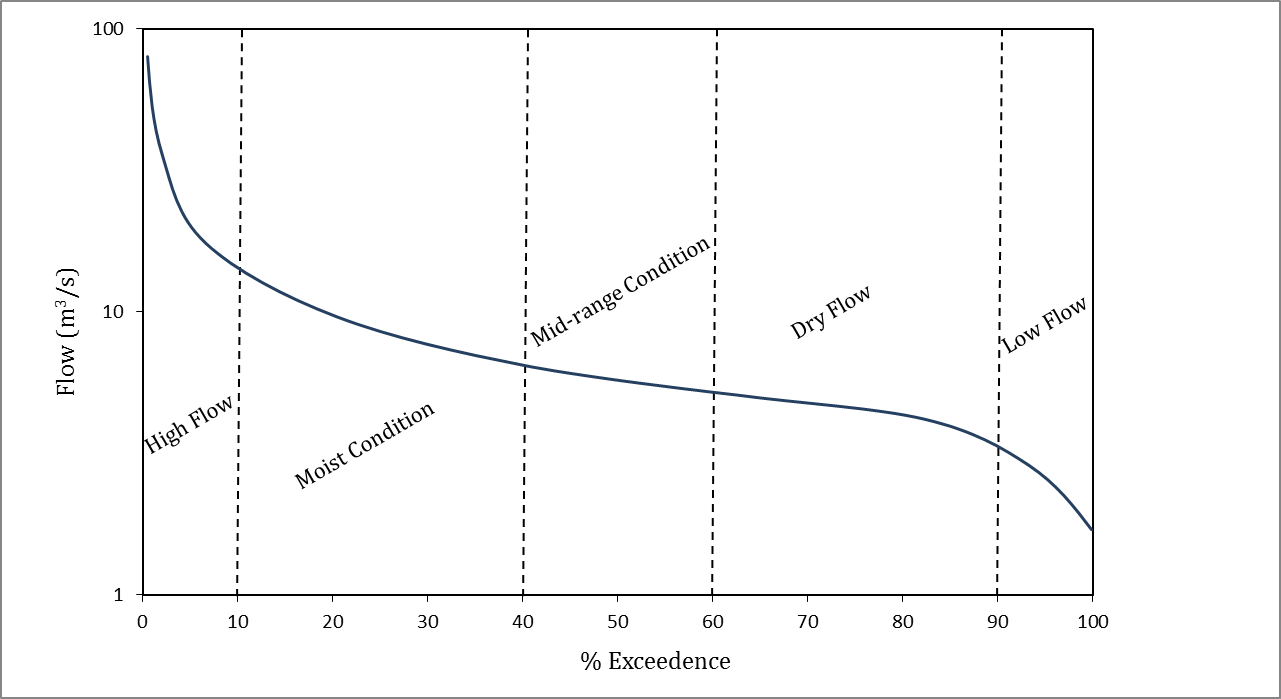 100
10
1
Flow (m³/s)
High Flow
Moist Condition
Mid-range Condition
Dry Flow
Low Flow
0 10 20 30 40 50 60 70 80 90 100
% Exceedence